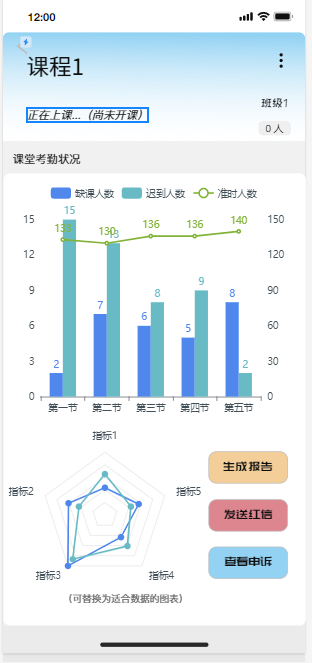 12:00
课程1
正在上课...（尚未开课）
班级1
0 人
课堂考勤状况
缺课人数 迟到人数 准时人数
15 150
12 120
9 90
6 60
3 30
0 0
133 130 136 136 140
15 13 8 9 2
2 7 6 5 8
第一节 第二节 第三节 第四节 第五节
指标1
指标2
指标5
指标3
指标4
(可替换为适合数据的图表)
生成报告
发送红信
查看申诉